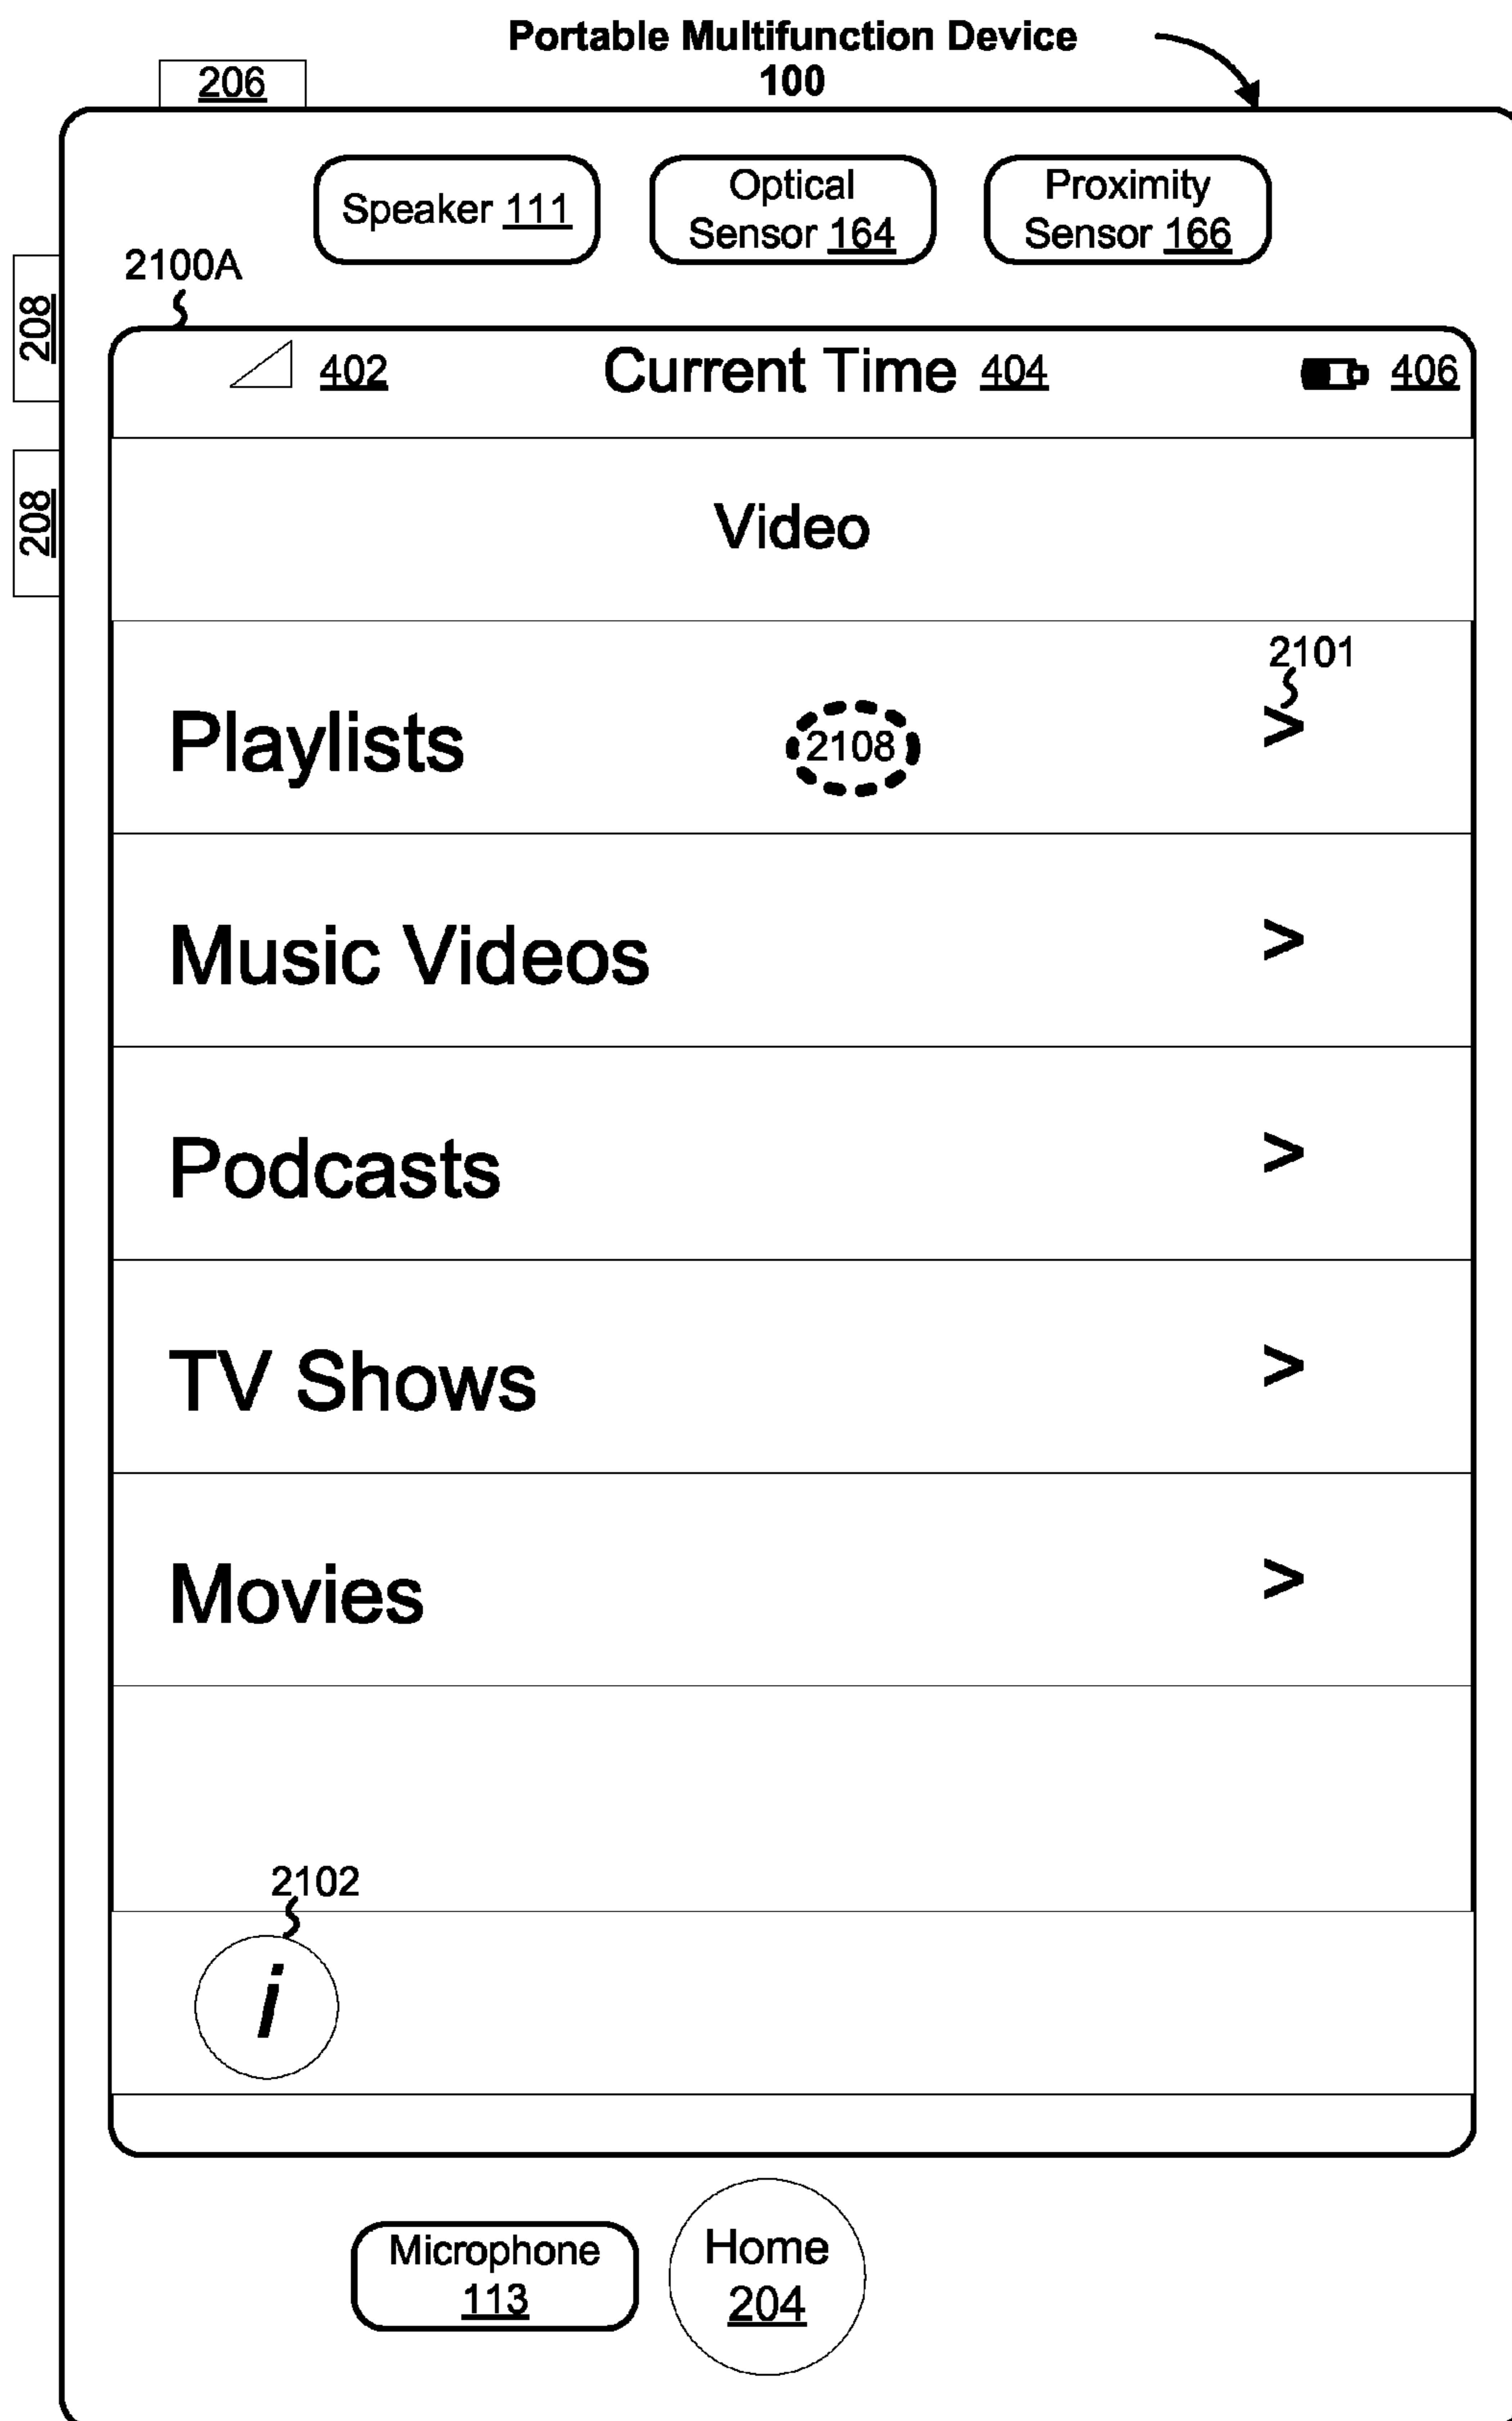 Portable Multifunction Device
100
206
Speaker 111
Optical
Sensor 164
Proximity
Sensor 166
2100A
208
402
Current Time 404
406
208
Video
2101
Playlists
2108
>
Music Videos
>
Podcasts
>
TV Shows
>
Movies
>
2102
i
Microphone
113
Home
204